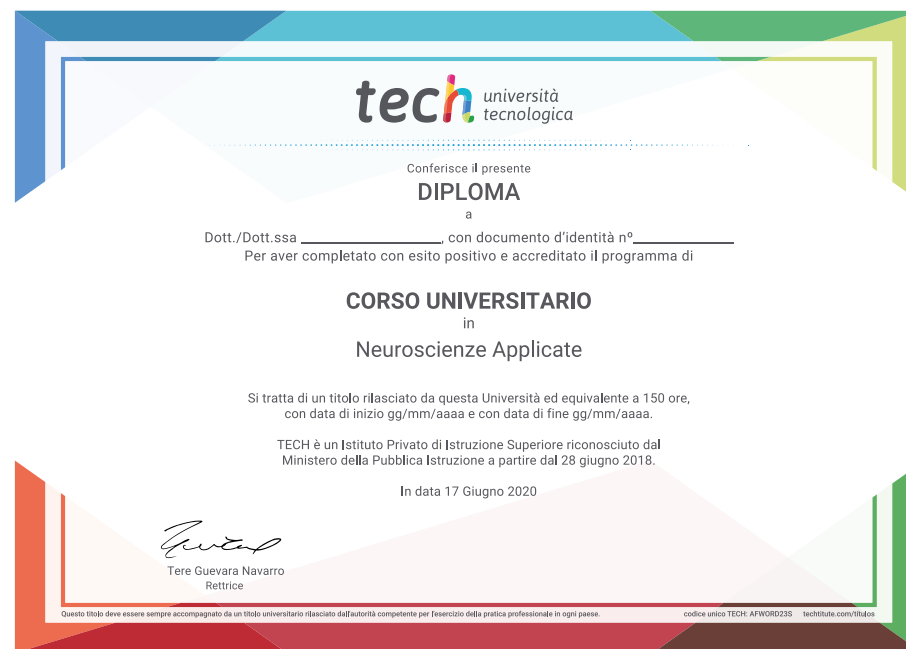 tech università
tecnologica
Conferisce il presente
DIPLOMA
a
Dott./Dott.ssa ____________________, con documento d'identità nº______________
Per aver completato con esito positivo e accreditato il programma di
CORSO UNIVERSITARIO
in
Neuroscienze Applicate
Si tratta di un titolo rilasciato da questa Università ed equivalente a 150 ore,
con data di inizio gg/mm/aaaa e con data di fine gg/mm/aaaa.
TECH è un Istituto Privato di Istruzione Superiore riconosciuto dal
Ministero della Pubblica Istruzione a partire dal 28 giugno 2018.
In data 17 Giugno 2020
Tere Guevara Navarro
Rettrice
Questo titolo deve essere sempre accompagnato da un titolo universitario rilasciato dall'autorità competente per l'esercizio della pratica professionale in ogni paese. codice unico TECH: AFWORD23S techtitute.com/titulos